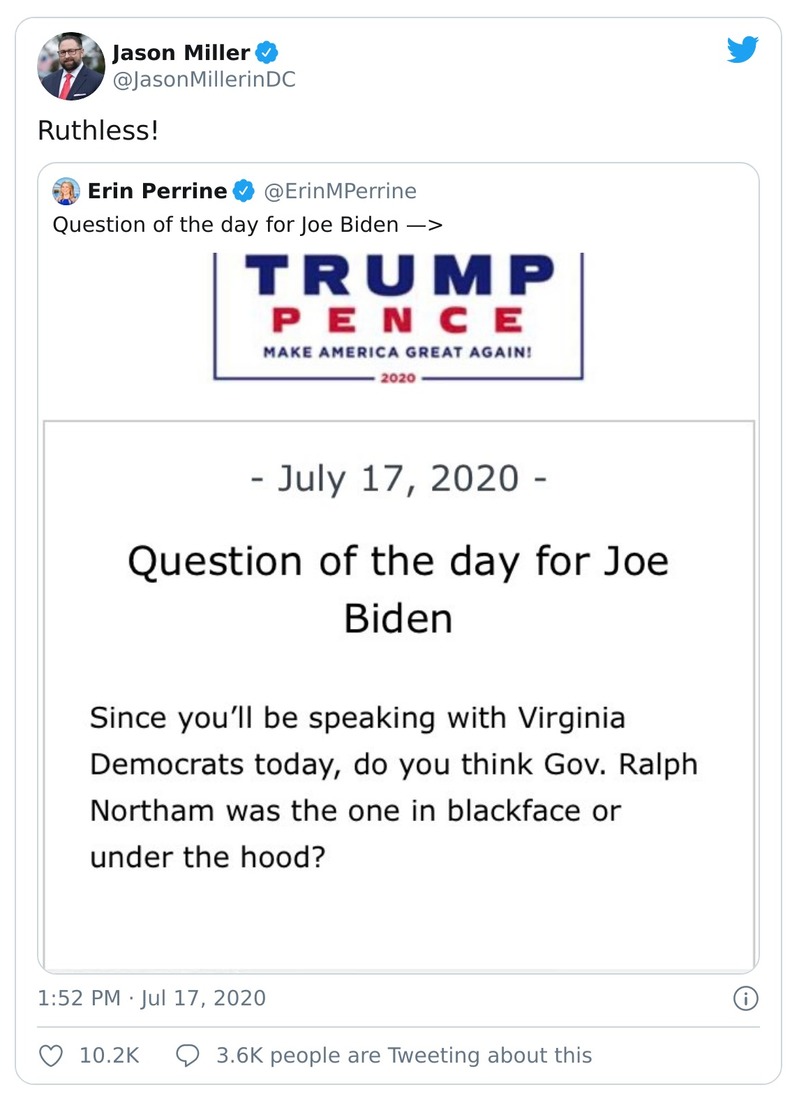 Jason Miller
@JasonMillerinDC
Ruthless!
Erin Perrine @ErinMPerrine
Question of the day for Joe Biden —>
TRUMP
PENCE
MAKE AMERICA GREAT AGAIN!
2020
- July 17, 2020 -
Question of the day for Joe
Biden
Since you’ll be speaking with Virginia
Democrats today, do you think Gov. Ralph
Northam was the one in blackface or
under the hood?
1:52 PM · Jul 17, 2020
10.2K 3.6K people are Tweeting about this